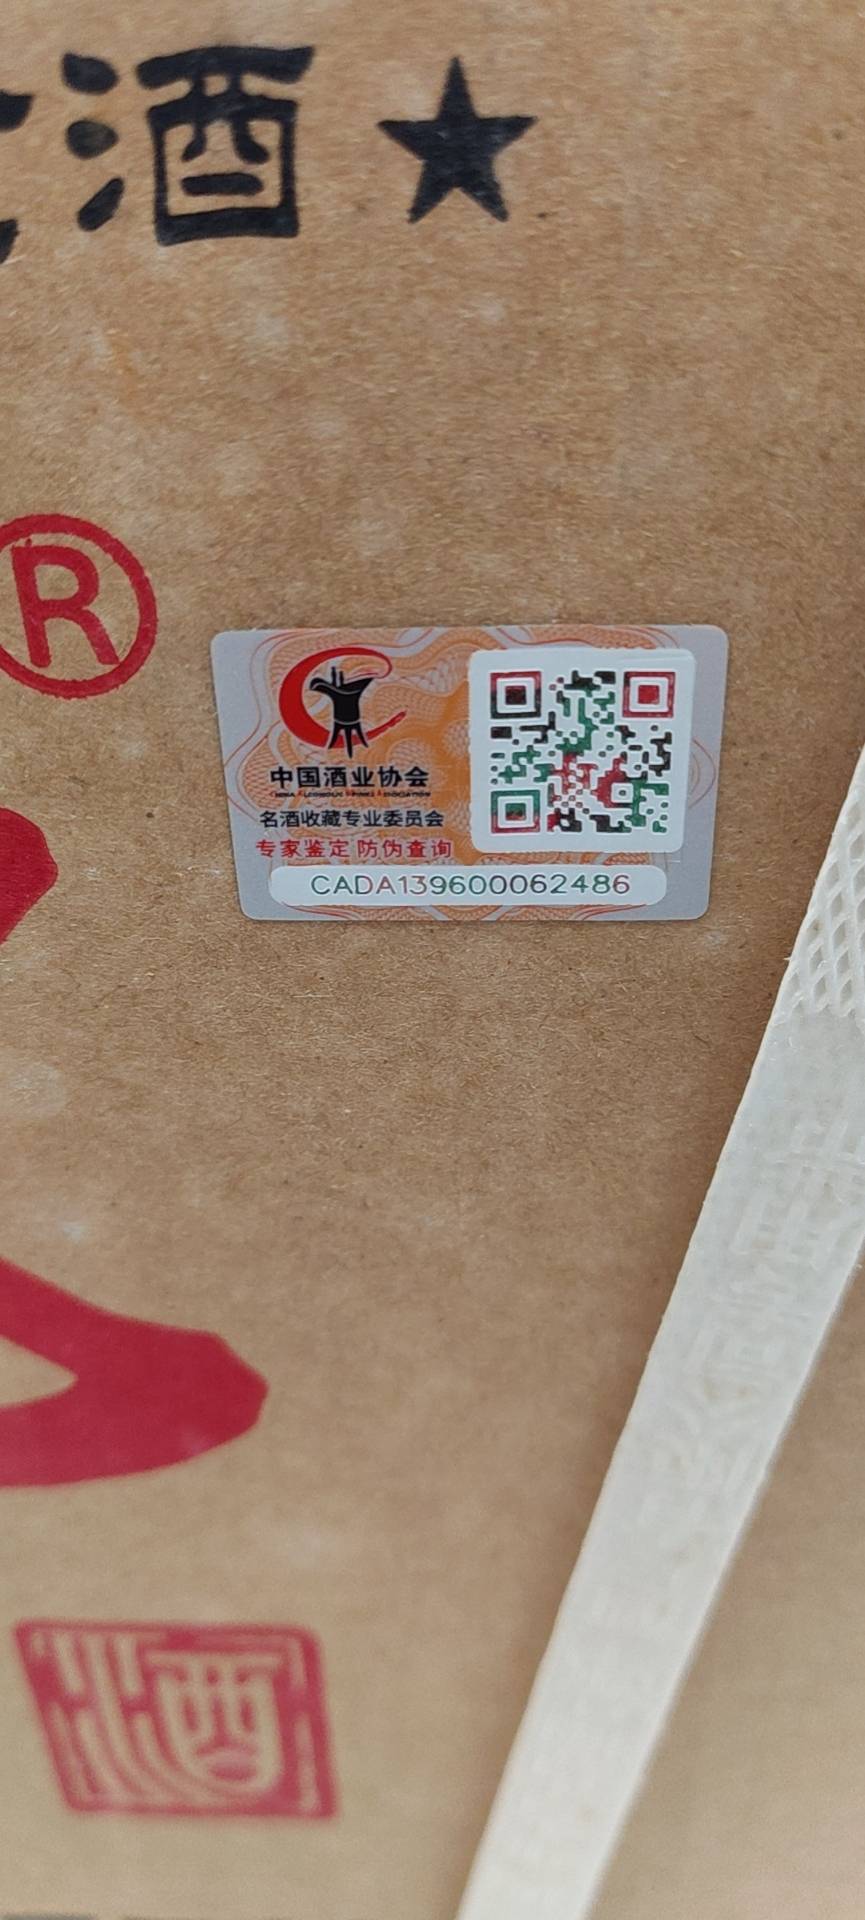 酒★
®
中国酒业协会
名酒收藏专业委员会
专家鉴定 防伪查询
CADA139600062486
酒